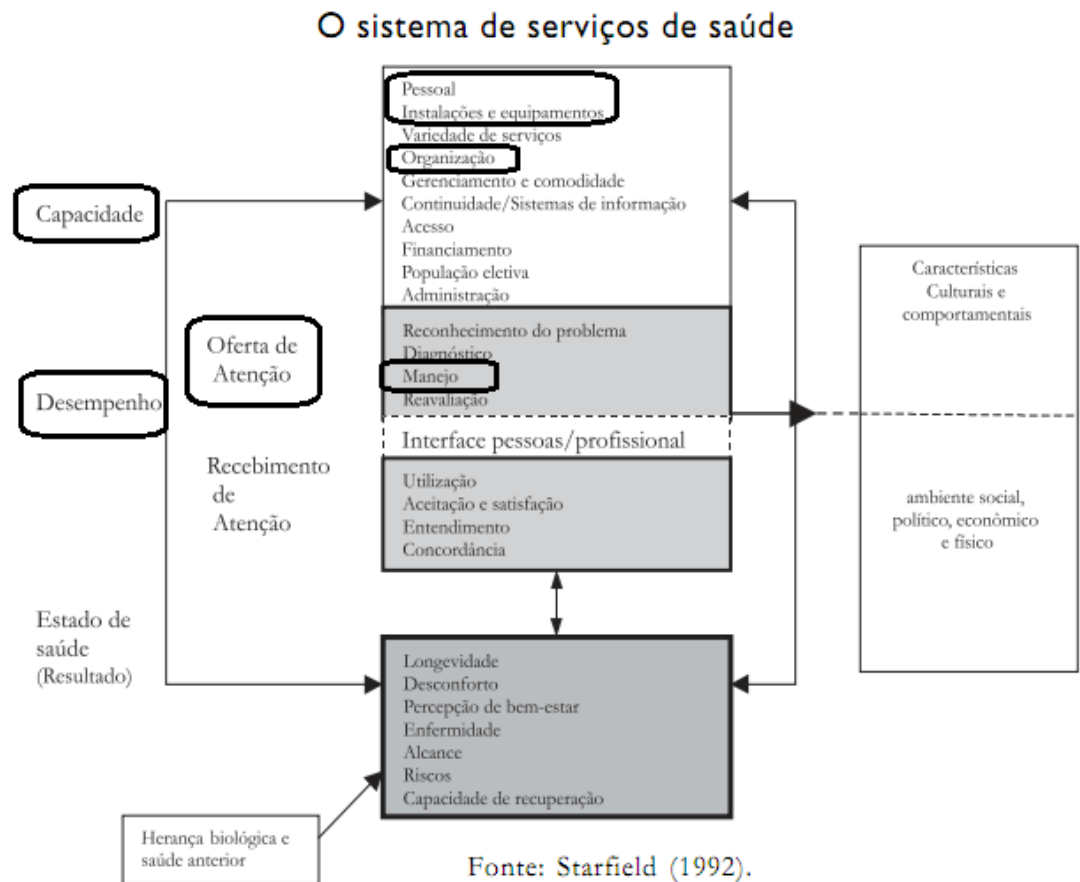 O sistema de serviços de saúde
Pessoal
Instalações e equipamentos
Variedade de serviços
Organização
Gerenciamento e comodidade
Continuidade/Sistemas de informação
Acesso
Financiamento
População eletiva
Administração
Capacidade
Reconhecimento do problema
Diagnóstico
Manejo
Reavaliação
Oferta de
Atenção
Desempenho
Interface pessoas/profissional
Recebimento
de
Atenção
Utilização
Aceitação e satisfação
Entendimento
Concordância
Características
Culturais e
comportamentais
ambiente social,
político, econômico
e físico
Estado de
saúde
(Resultado)
Longevidade
Desconforto
Percepção de bem-estar
Enfermidade
Alcance
Riscos
Capacidade de recuperação
Herança biológica e
saúde anterior
Fonte: Starfield (1992).